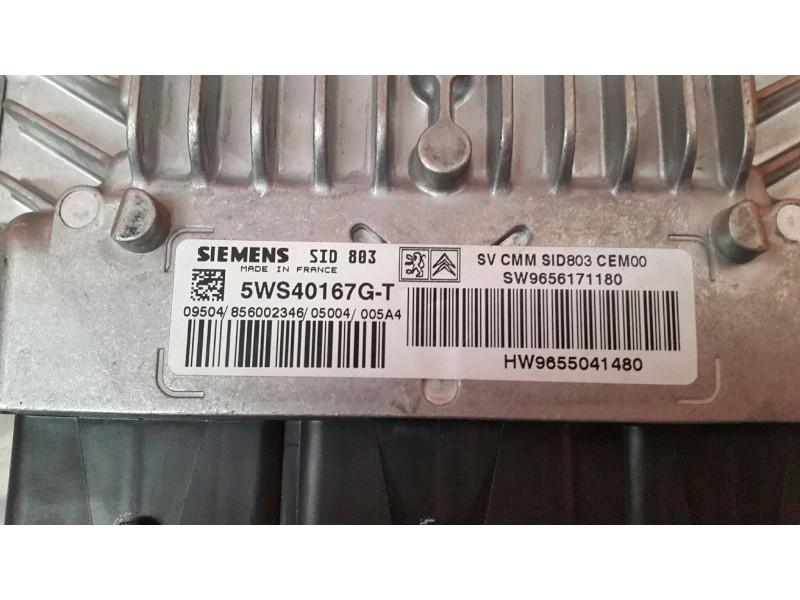 SIEMENS SID 803
MADE IN FRANCE
5WS40167G-T
09504/856002346/05004/005A4
SV CMM SID803 CEM00
SW9656171180
HW9655041480